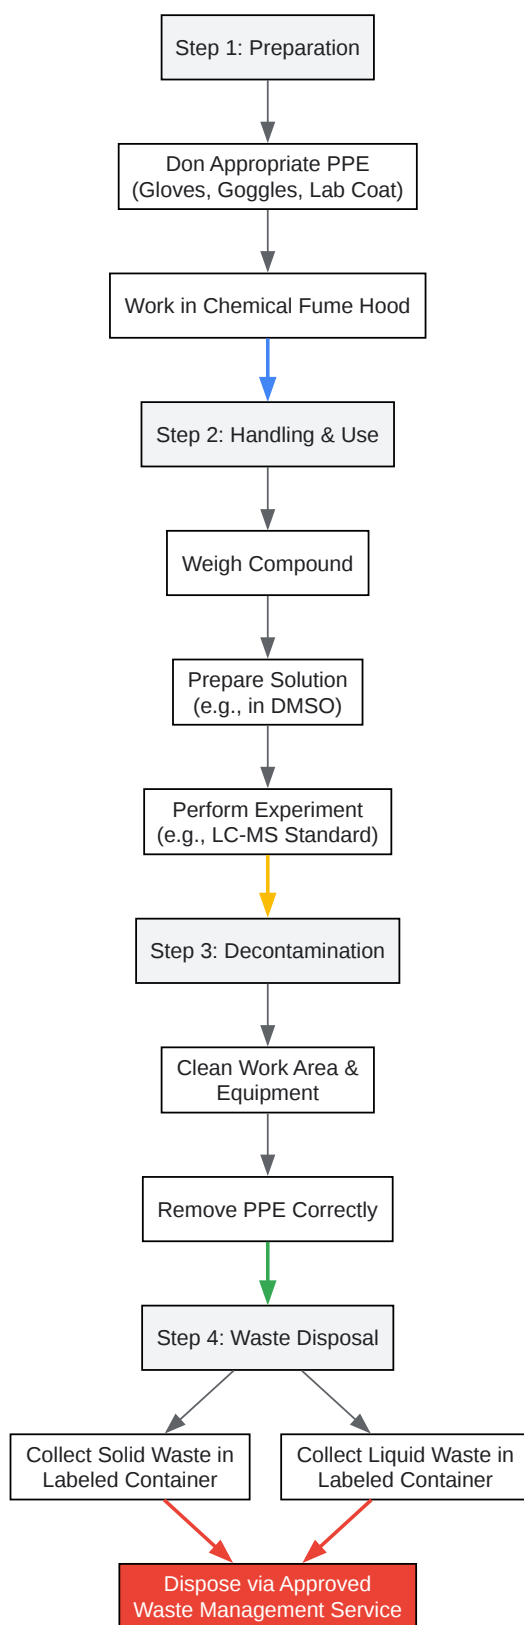 Step 1: Preparation
Don Appropriate PPE
(Gloves, Goggles, Lab Coat)
Work in Chemical Fume Hood
Step 2: Handling & Use
Weigh Compound
Prepare Solution
(e.g., in DMSO)
Perform Experiment
(e.g., LC-MS Standard)
Step 3: Decontamination
Clean Work Area &
Equipment
Remove PPE Correctly
Step 4: Waste Disposal
Collect Solid Waste in
Labeled Container
Collect Liquid Waste in
Labeled Container
Dispose via Approved
Waste Management Service